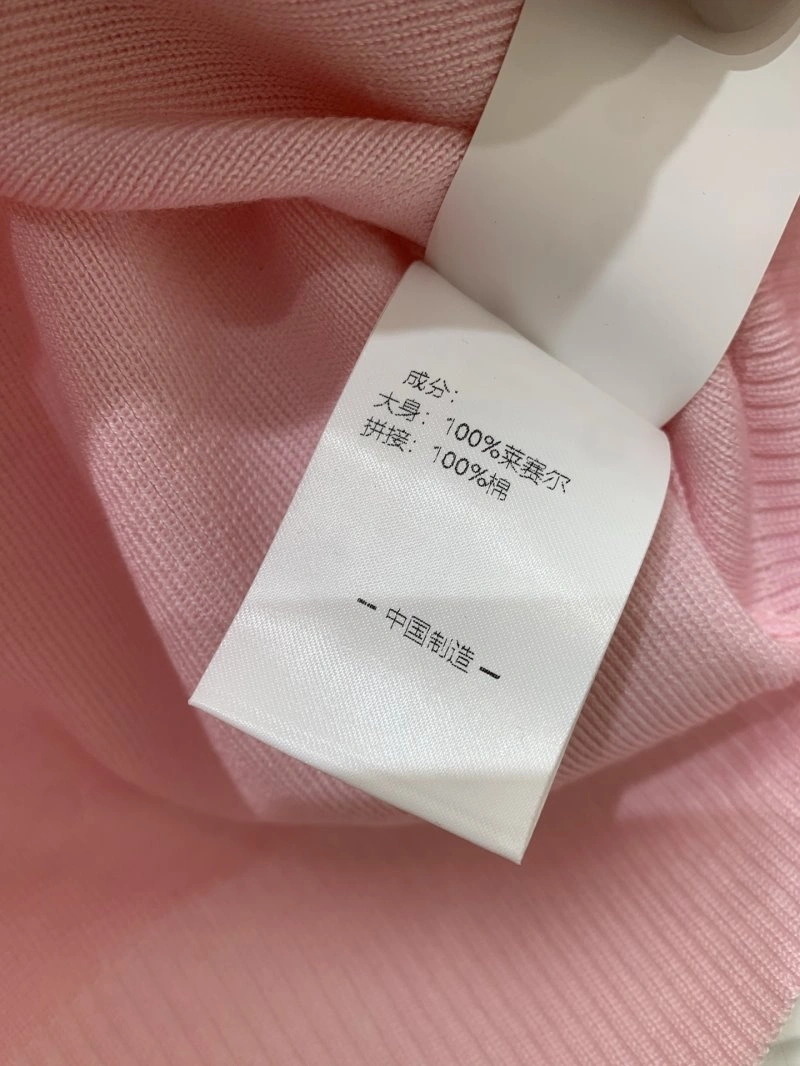 成分：
大身：100%莱赛尔
拼接：100%棉
— 中国制造 —